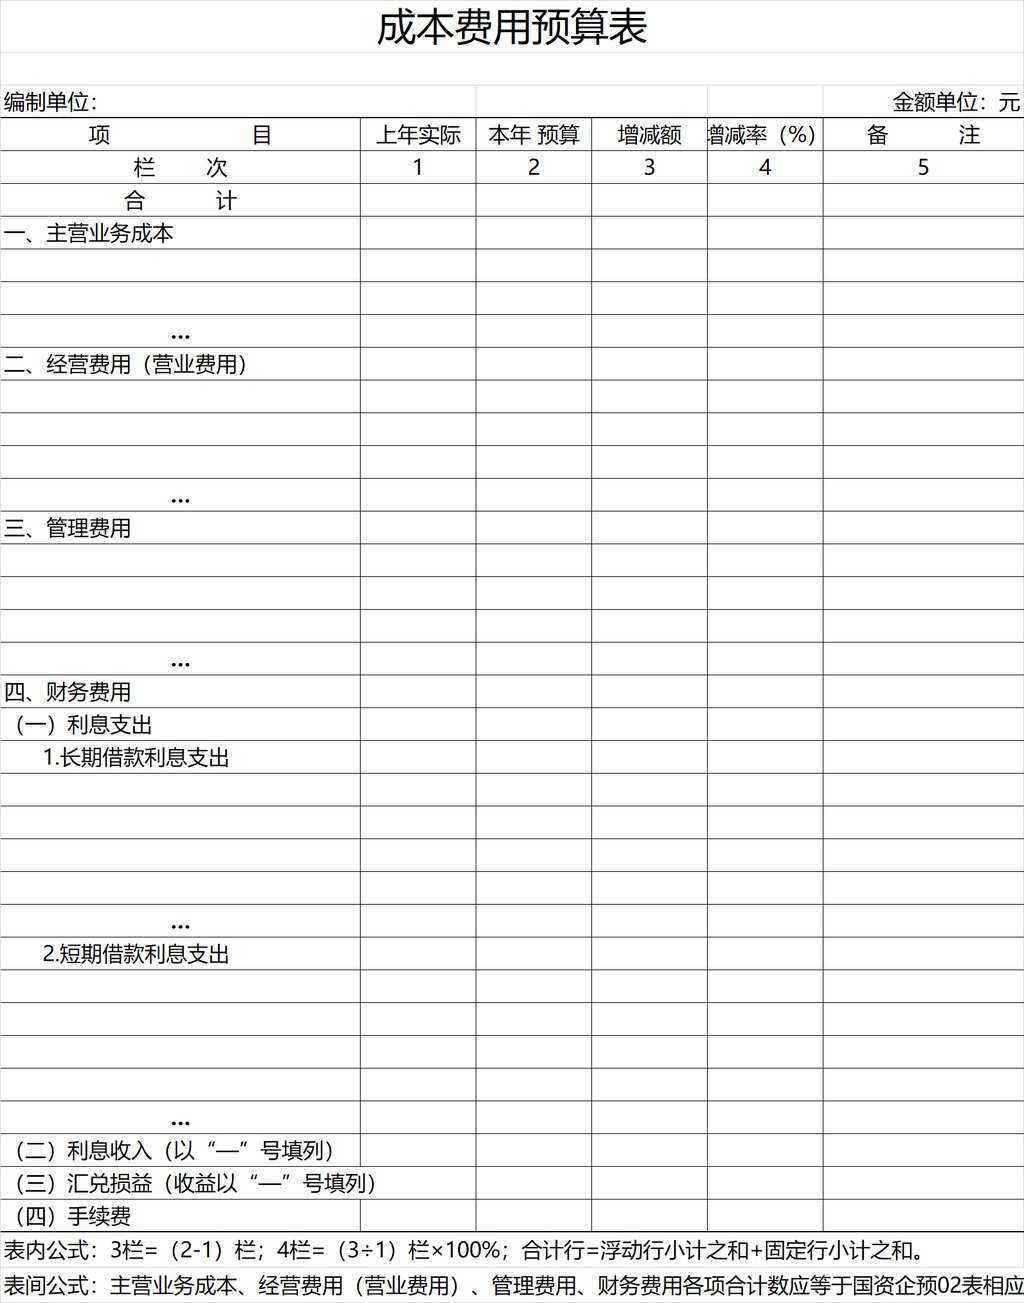 成本费用预算表
编制单位： 金额单位：元
项 目 上年实际 本年 预算 增减额 增减率（%） 备 注
栏 次 1 2 3 4 5
合 计
一、主营业务成本
...
二、经营费用（营业费用）
...
三、管理费用
...
四、财务费用
（一）利息支出
1.长期借款利息支出
...
2.短期借款利息支出
...
（二）利息收入（以“—”号填列）
（三）汇兑损益（收益以“—”号填列）
（四）手续费
表内公式：3栏=（2-1）栏；4栏=（3÷1）栏×100%；合计行=浮动行小计之和+固定行小计之和。
表间公式：主营业务成本、经营费用（营业费用）、管理费用、财务费用各项合计数应等于国资企预02表相应